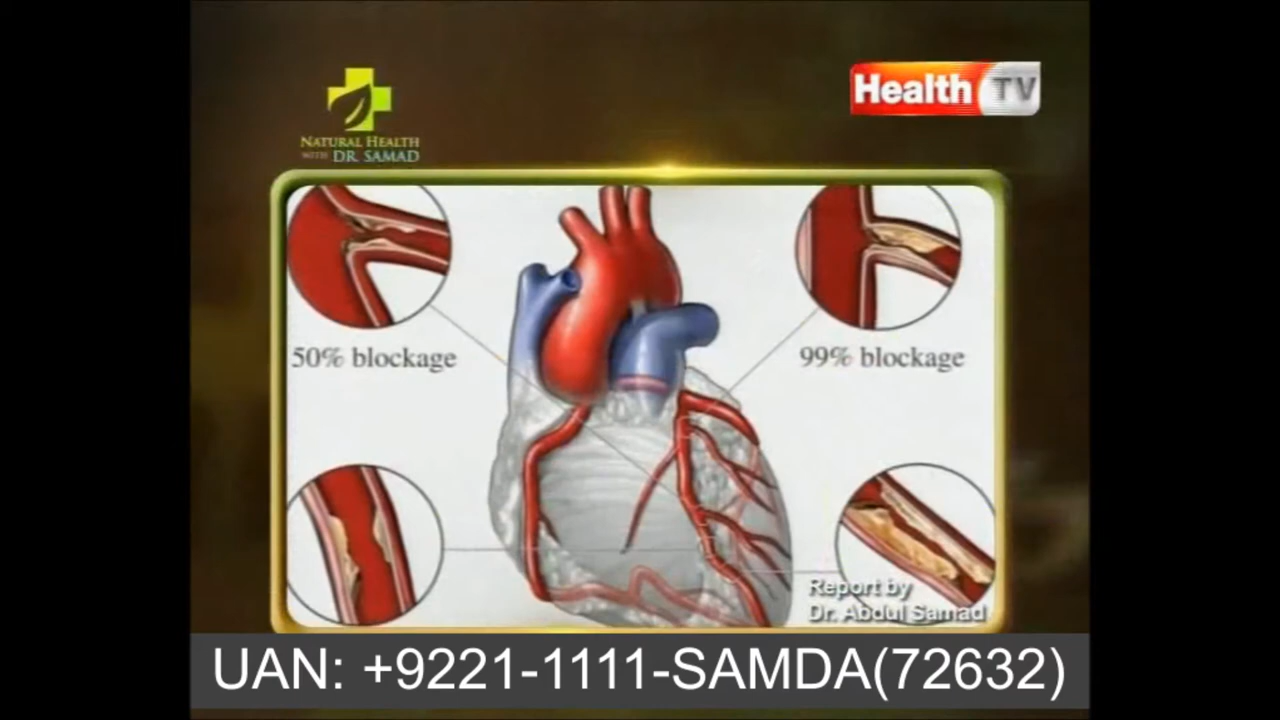 Health TV
NATURAL HEALTH
WITH DR. SAMAD
50% blockage
99% blockage
Report by
Dr. Abdul Samad
UAN: +9221-1111-SAMDA(72632)